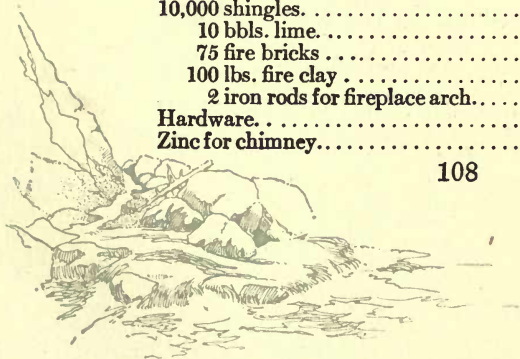 10,000 shingles. . . . . . . . . . . . . . . . . . . . . . . .
10 bbls. lime. . . . . . . . . . . . . . . . . . . . . .
75 fire bricks . . . . . . . . . . . . . . . . . . . . .
100 lbs. fire clay . . . . . . . . . . . . . . . . . . .
2 iron rods for fireplace arch. . . . .
Hardware. . . . . . . . . . . . . . . . . . . . . . . . . . .
Zinc for chimney. . . . . . . . . . . . . . . . . . . .
108